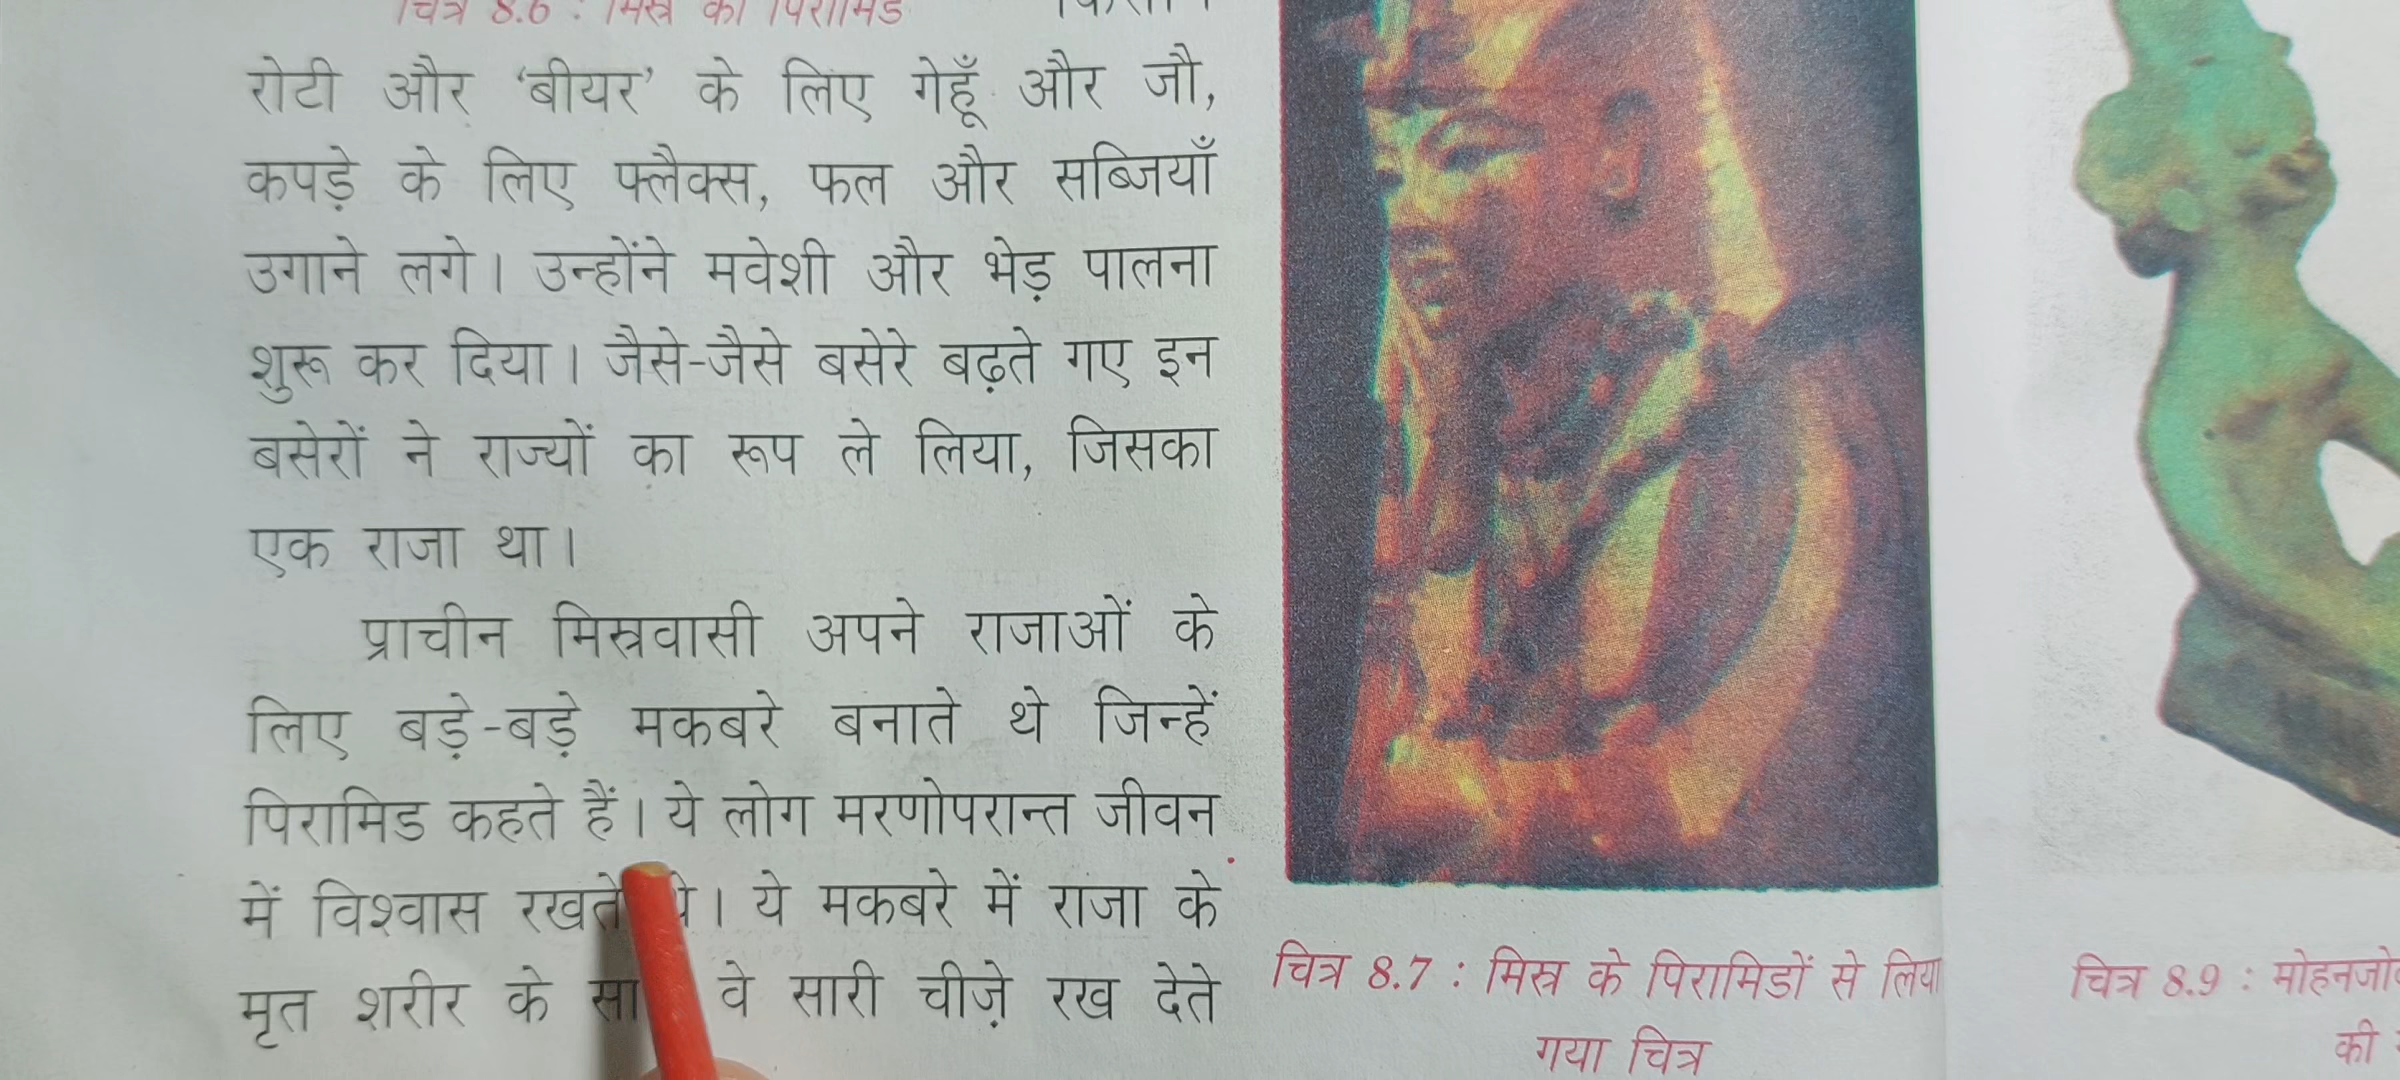 चित्र 8.6 : मिस्र का पिरामिड
रोटी और ‘बीयर’ के लिए गेहूँ और जौ,
कपड़े के लिए फ्लैक्स, फल और सब्जियाँ
उगाने लगे। उन्होंने मवेशी और भेड़ पालना
शुरू कर दिया। जैसे-जैसे बसेरे बढ़ते गए इन
बसेरों ने राज्यों का रूप ले लिया, जिसका
एक राजा था।
प्राचीन मिस्रवासी अपने राजाओं के
लिए बड़े-बड़े मकबरे बनाते थे जिन्हें
पिरामिड कहते हैं। ये लोग मरणोपरान्त जीवन
में विश्वास रखते थे। ये मकबरे में राजा के
मृत शरीर के वे सारी चीज़े रख देते
चित्र 8.7 : मिस्र के पिरामिडों से लिया
गया चित्र
चित्र 8.9 :
की